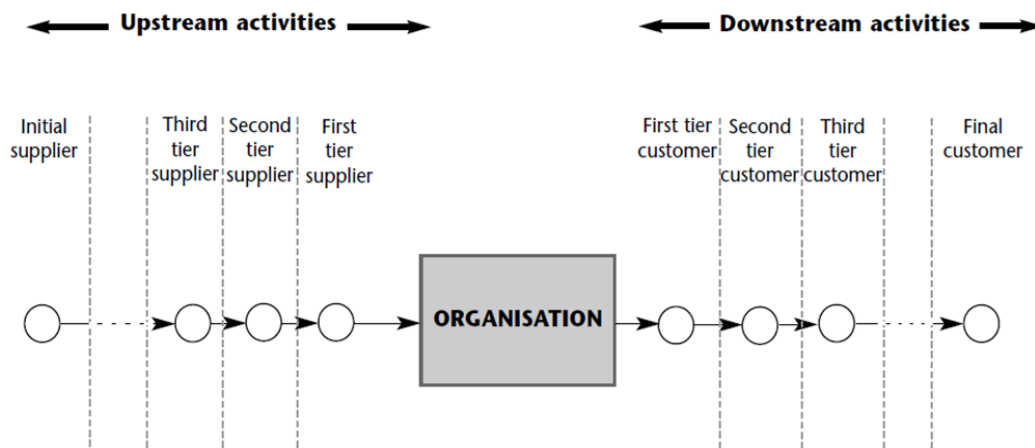 Upstream activities
Downstream activities
Initial
supplier
Third
tier
supplier
Second
tier
supplier
First
tier
supplier
First tier
customer
Second
tier
customer
Third
tier
customer
Final
customer
ORGANISATION